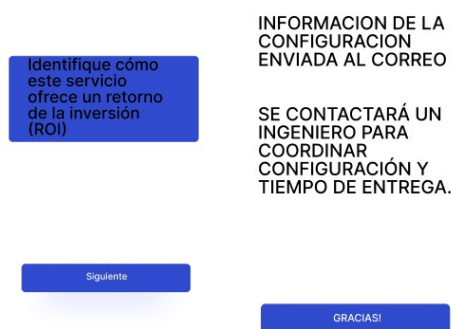 Identifique cómo
este servicio
ofrece un retorno
de la inversión
(ROI)
Siguiente
INFORMACION DE LA
CONFIGURACION
ENVIADA AL CORREO
SE CONTACTARÁ UN
INGENIERO PARA
COORDINAR
CONFIGURACIÓN Y
TIEMPO DE ENTREGA.
GRACIAS!